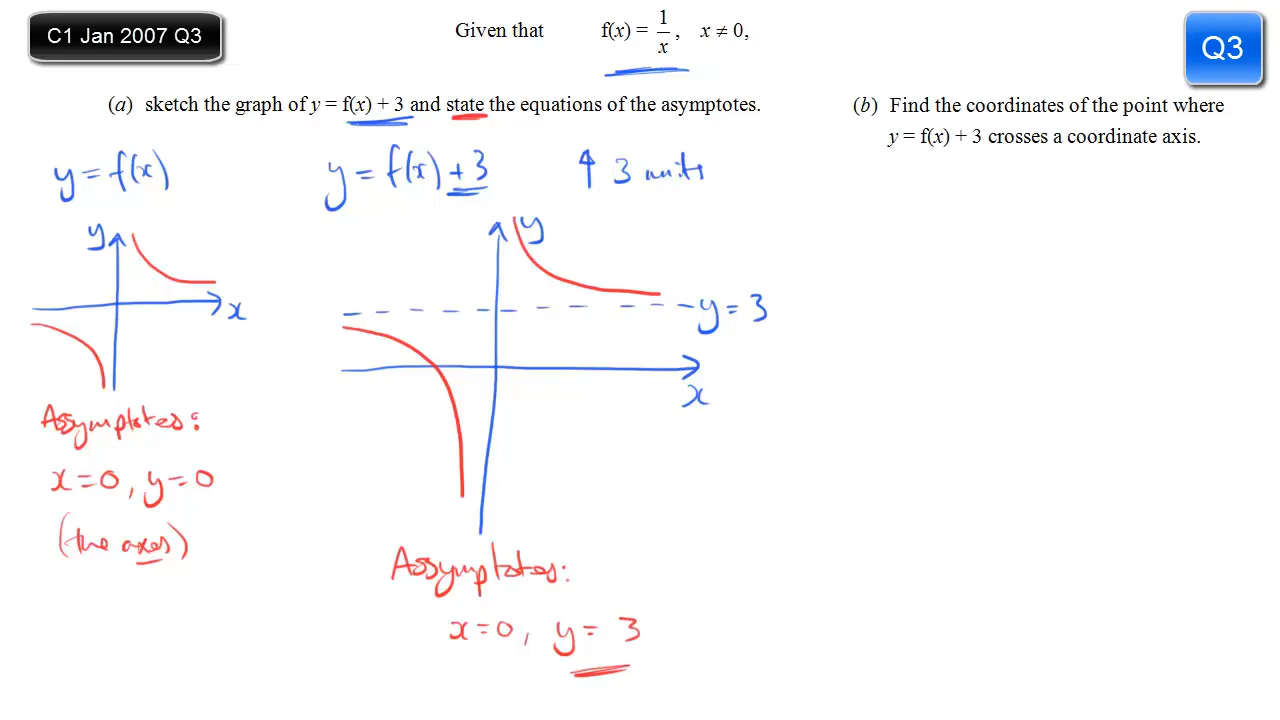 C1 Jan 2007 Q3
Given that f(x) = 1/x, x ≠ 0,
Q3
(a) sketch the graph of y = f(x) + 3 and state the equations of the asymptotes.
(b) Find the coordinates of the point where
y = f(x) + 3 crosses a coordinate axis.
y = f(x)
y = f(x) + 3
↑ 3 units
y
x
Assymptotes:
x = 0, y = 0
(the axes)
y
y = 3
x
Assymptotes:
x = 0, y = 3